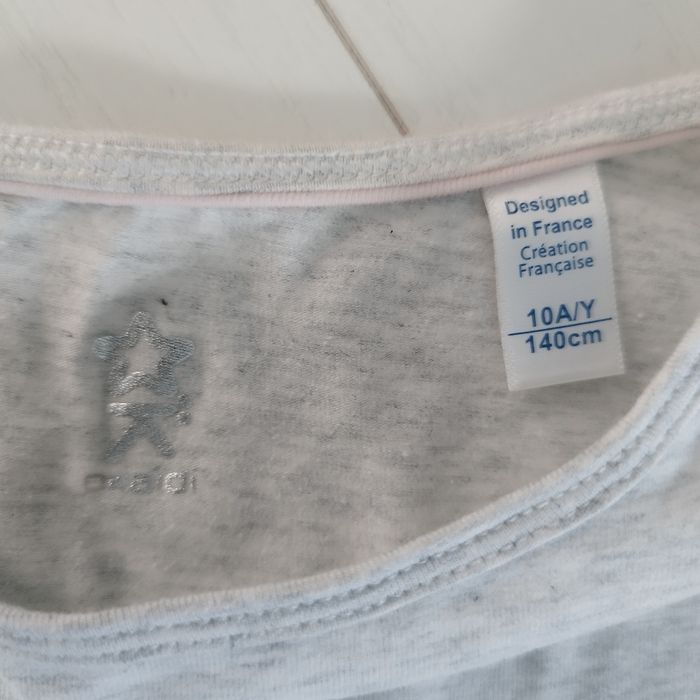 Designed
in France
Création
Française
10A/Y
140cm